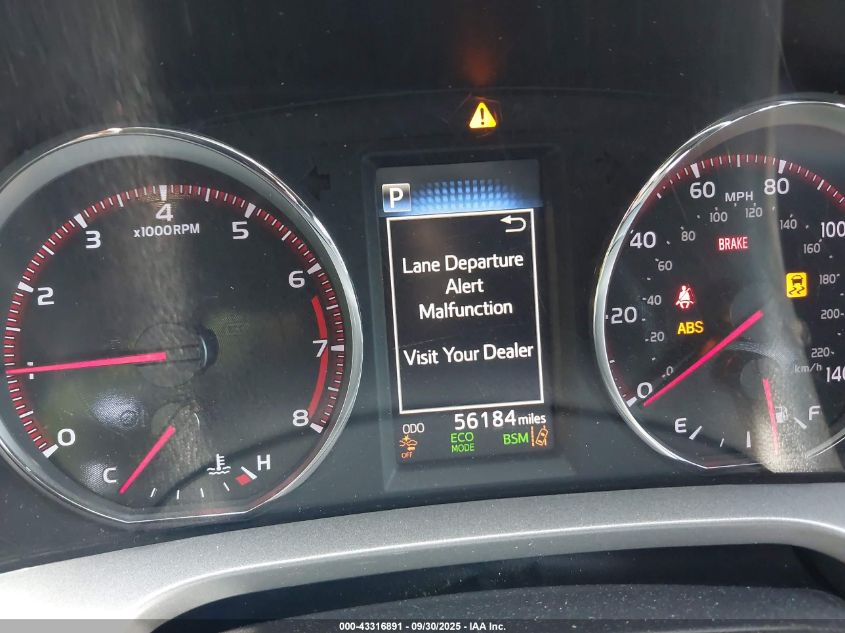 4
x1000RPM
3
5
2
6
1
7
0
8
C
H
P
Lane Departure
Alert
Malfunction
Visit Your Dealer
ODO
56184 miles
OFF
ECO
MODE
BSM
60
MPH
80
100
120
40
80
BRAKE
140
100
60
160
40
180
20
ABS
200
20
220
0
0
km/h
140
E
F
000-43316891 - 09/30/2025 - IAA Inc.